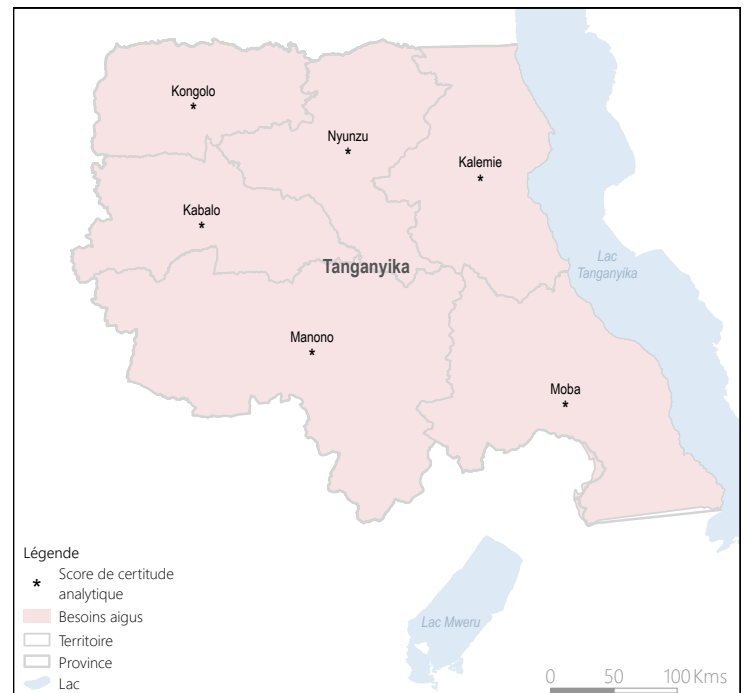 Kongolo
*
Nyunzu
*
Kalemie
*
Kabalo
*
Lac
Tanganyika
Tanganyika
Manono
*
Moba
*
Légende
* Score de certitude
analytique
Besoins aigus
Territoire
Province
Lac
Lac Mweru
0 50 100 Kms